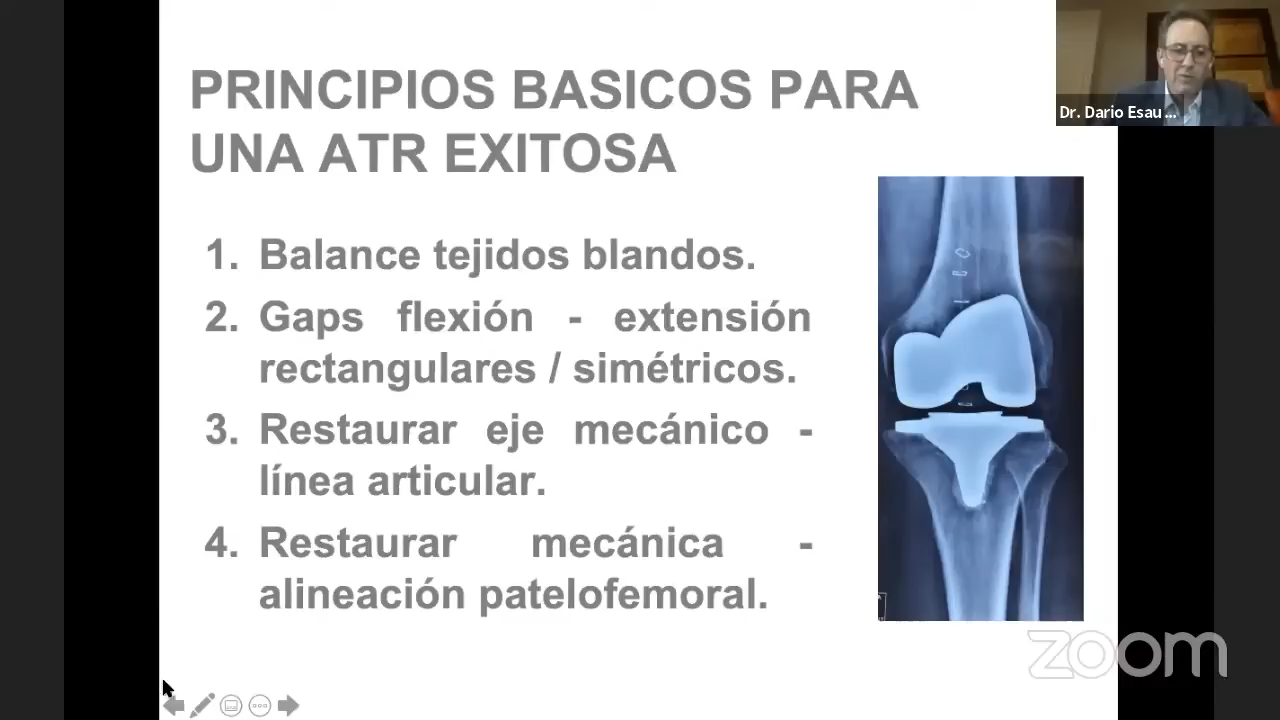 PRINCIPIOS BASICOS PARA
UNA ATR EXITOSA
1. Balance tejidos blandos.
2. Gaps flexión - extensión
rectangulares / simétricos.
3. Restaurar eje mecánico -
línea articular.
4. Restaurar mecánica -
alineación patelofemoral.
Dr. Dario Esau ...
zoom